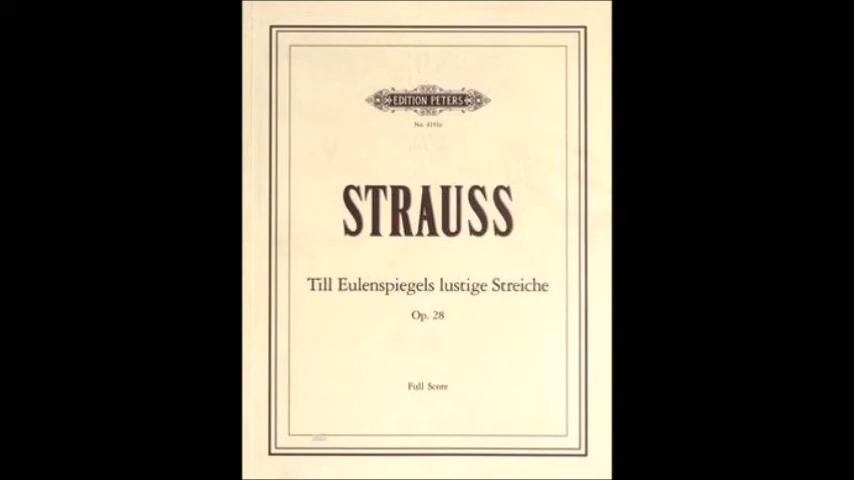 EDITION PETERS
STRAUSS
Till Eulenspiegels lustige Streiche
Op. 28
Full Score